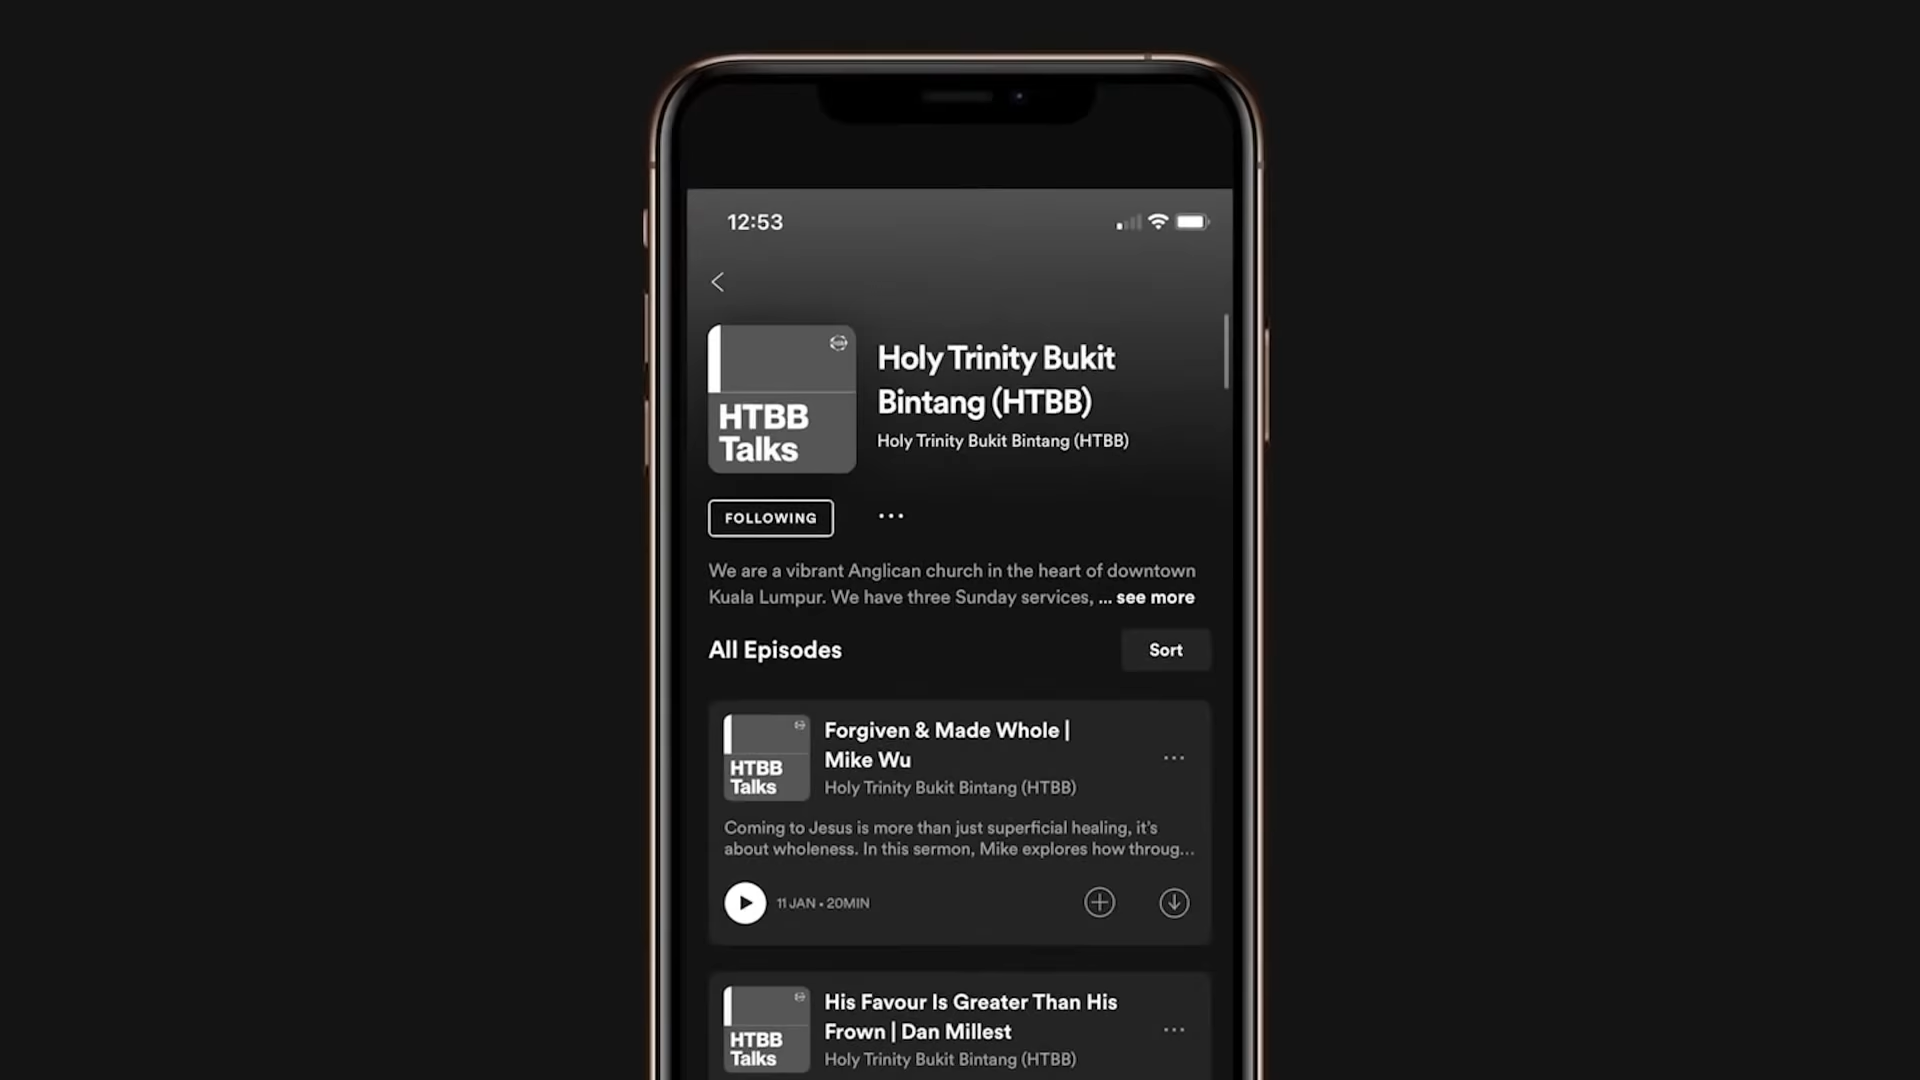 12:53
HTBB
Talks
Holy Trinity Bukit
Bintang (HTBB)
Holy Trinity Bukit Bintang (HTBB)
FOLLOWING
We are a vibrant Anglican church in the heart of downtown
Kuala Lumpur. We have three Sunday services, ... see more
All Episodes
Sort
HTBB
Talks
Forgiven & Made Whole |
Mike Wu
Holy Trinity Bukit Bintang (HTBB)
Coming to Jesus is more than just superficial healing, it's
about wholeness. In this sermon, Mike explores how throug...
11 JAN • 20MIN
HTBB
Talks
His Favour Is Greater Than His
Frown | Dan Millest
Holy Trinity Bukit Bintang (HTBB)